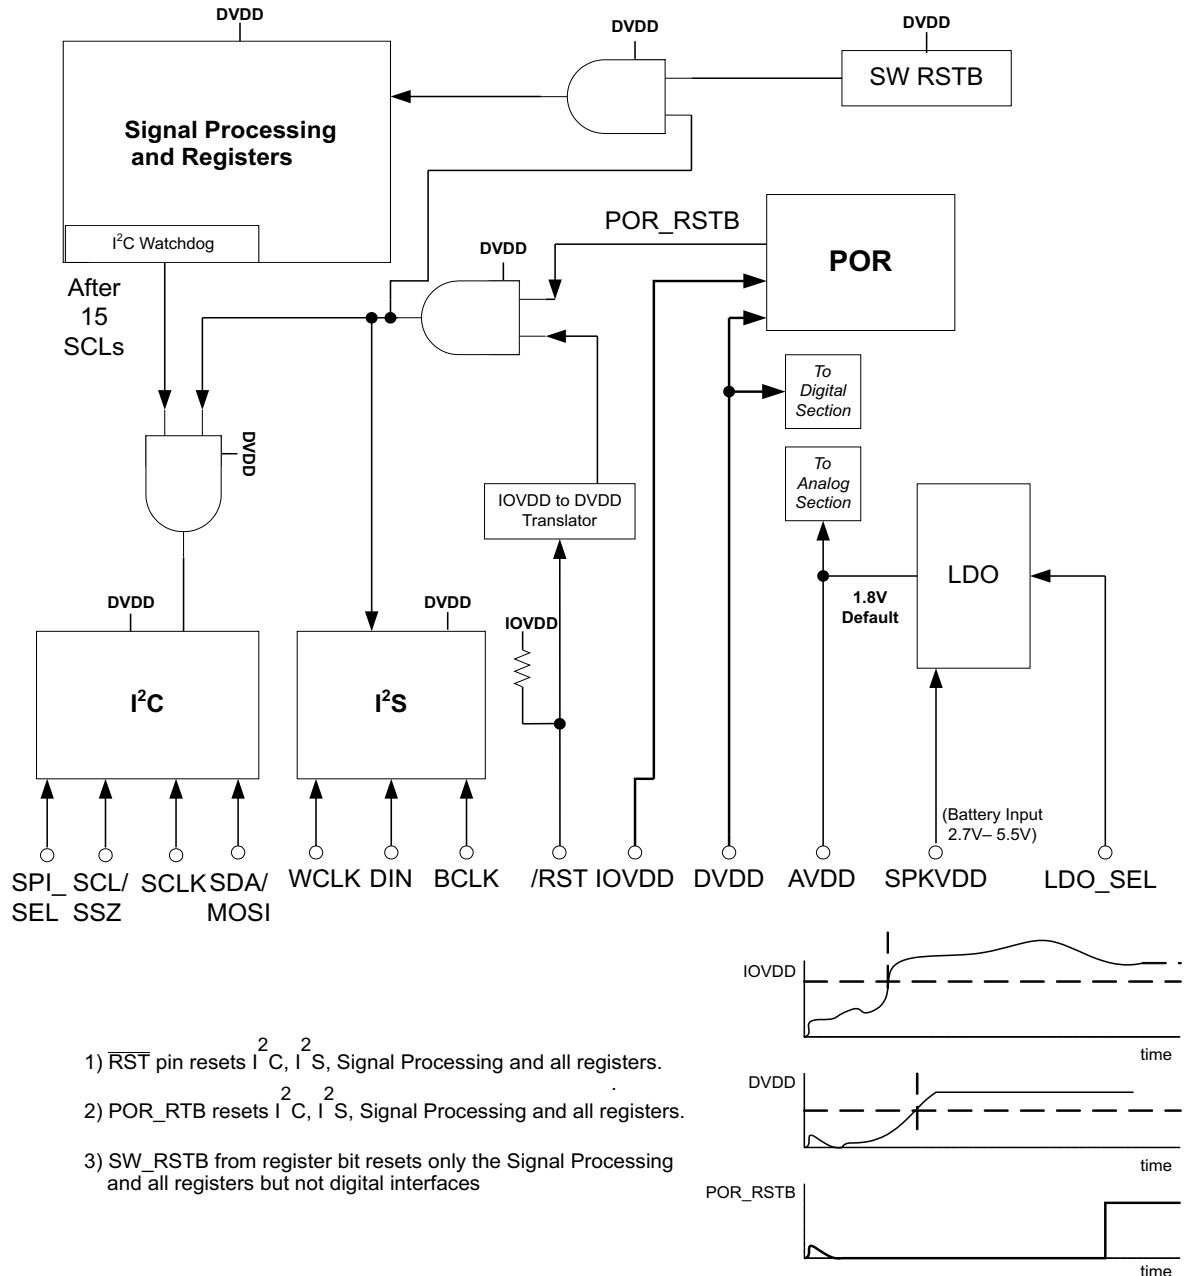 DVDD
DVDD
DVDD
SW RSTB
Signal Processing
and Registers
I²C Watchdog
After
15
SCLs
POR_RSTB
DVDD
POR
To
Digital
Section
To
Analog
Section
DVDD
IOVDD to DVDD
Translator
LDO
1.8V
Default
DVDD
DVDD
IOVDD
I²C
I²S
(Battery Input
2.7V– 5.5V)
SPI_
SEL
SCL/
SSZ
SCLK
SDA/
MOSI
WCLK
DIN
BCLK
/RST
IOVDD
DVDD
AVDD
SPKVDD
LDO_SEL
IOVDD
time
DVDD
time
POR_RSTB
time
1) R̅S̅T̅ pin resets I²C, I²S, Signal Processing and all registers.
2) POR_RTB resets I²C, I²S, Signal Processing and all registers.
3) SW_RSTB from register bit resets only the Signal Processing
and all registers but not digital interfaces